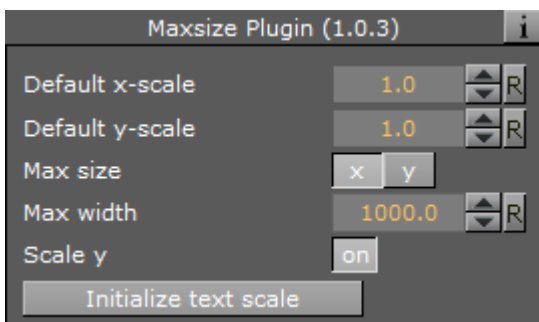 Maxsize Plugin (1.0.3) i
Default x-scale 1.0 R
Default y-scale 1.0 R
Max size x y
Max width 1000.0 R
Scale y on
Initialize text scale